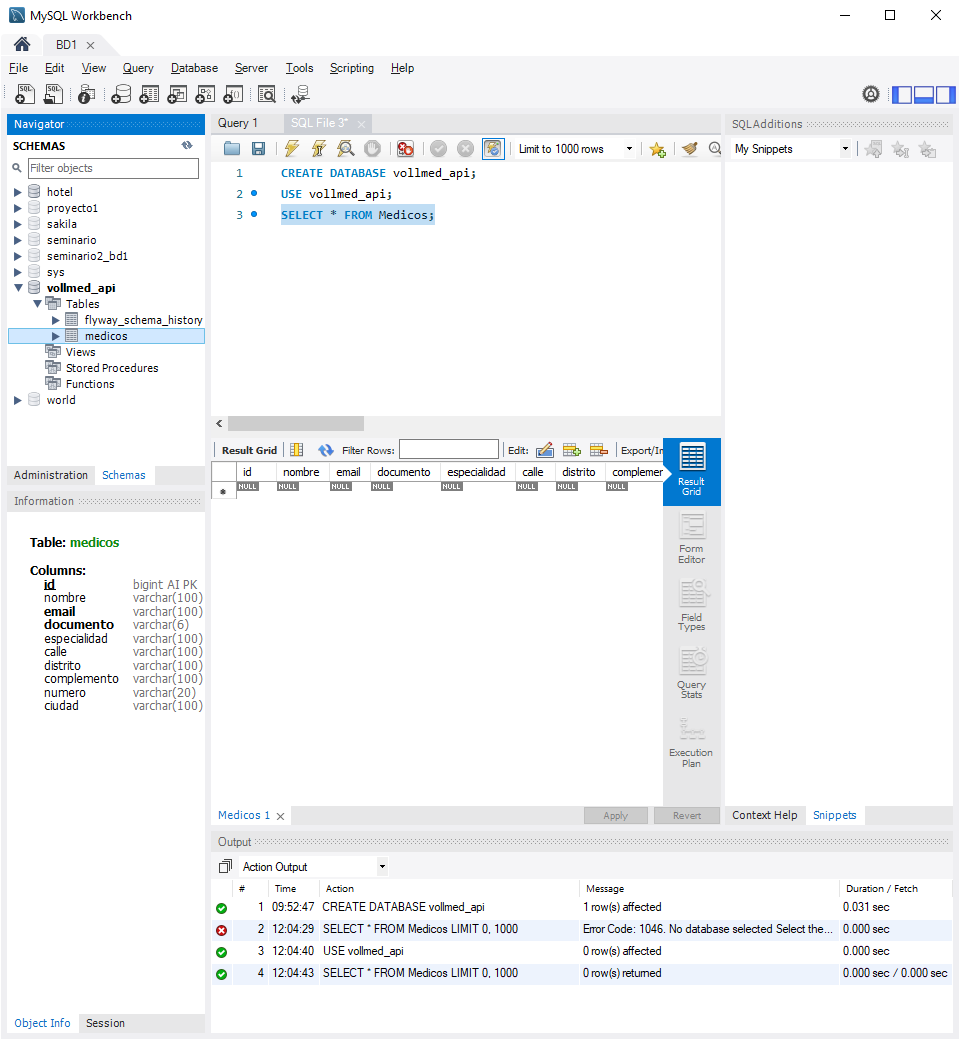 MySQL Workbench
BD1
File Edit View Query Database Server Tools Scripting Help
Navigator
SCHEMAS
Filter objects
hotel
proyecto1
sakila
seminario
seminario2_bd1
sys
vollmed_api
Tables
flyway_schema_history
medicos
Views
Stored Procedures
Functions
world
Administration Schemas
Information
Table: medicos
Columns:
id bigint AI PK
nombre varchar(100)
email varchar(100)
documento varchar(6)
especialidad varchar(100)
calle varchar(100)
distrito varchar(100)
complemento varchar(100)
numero varchar(20)
ciudad varchar(100)
Object Info Session
Query 1 SQL File 3*
Limit to 1000 rows
1 CREATE DATABASE vollmed_api;
2 USE vollmed_api;
3 SELECT * FROM Medicos;
Result Grid Filter Rows: Edit: Export/Im
id nombre email documento especialidad calle distrito complemen
NULL NULL NULL NULL NULL NULL NULL NULL
Result
Grid
Form
Editor
Field
Types
Query
Stats
Execution
Plan
Medicos 1
Apply Revert
SQLAdditions
My Snippets
Context Help Snippets
Output
Action Output
# Time Action Message Duration / Fetch
1 09:52:47 CREATE DATABASE vollmed_api 1 row(s) affected 0.031 sec
2 12:04:29 SELECT * FROM Medicos LIMIT 0, 1000 Error Code: 1046. No database selected Select the... 0.000 sec
3 12:04:40 USE vollmed_api 0 row(s) affected 0.000 sec
4 12:04:43 SELECT * FROM Medicos LIMIT 0, 1000 0 row(s) returned 0.000 sec / 0.000 sec